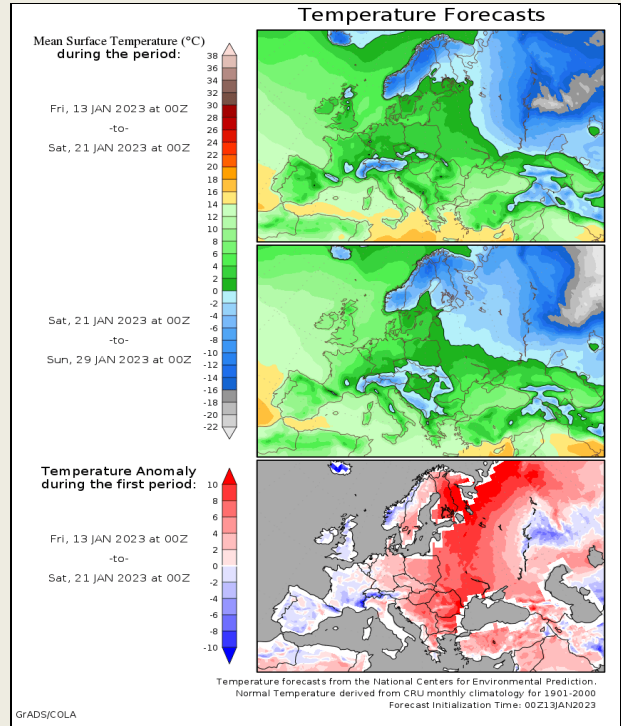 Temperature Forecasts
Mean Surface Temperature (°C)
during the period:
Fri, 13 JAN 2023 at 00Z
-to-
Sat, 21 JAN 2023 at 00Z
38
36
34
32
30
28
26
24
22
20
18
16
14
12
10
8
6
4
2
0
-2
-4
-6
-8
-10
-12
-14
-16
-18
-20
-22
Sat, 21 JAN 2023 at 00Z
-to-
Sun, 29 JAN 2023 at 00Z
Temperature Anomaly
during the first period:
Fri, 13 JAN 2023 at 00Z
-to-
Sat, 21 JAN 2023 at 00Z
10
8
6
4
2
0
-2
-4
-6
-8
-10
Temperature forecasts from the National Centers for Environmental Prediction.
Normal Temperature derived from CRU monthly climatology for 1901-2000
Forecast Initialization Time: 00Z13JAN2023
GrADS/COLA